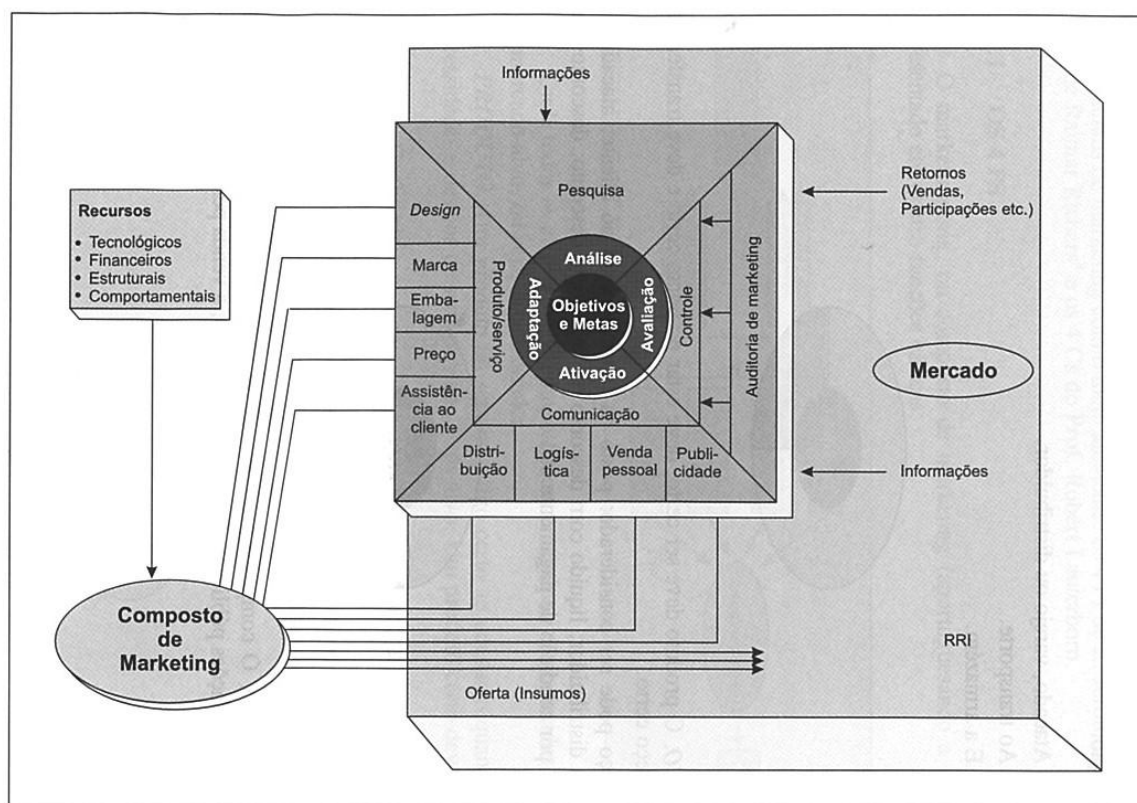 Informações
Pesquisa
Retornos
(Vendas,
Participações etc.)
Recursos
• Tecnológicos
• Financeiros
• Estruturais
• Comportamentais
Design
Marca
Emba-
lagem
Preço
Assistên-
cia ao
cliente
Produto/serviço
Adaptação
Análise
Objetivos
e Metas
Avaliação
Ativação
Controle
Auditoria de marketing
Mercado
Comunicação
Distri-
buição
Logís-
tica
Venda
pessoal
Publi-
cidade
Informações
Composto
de
Marketing
RRI
Oferta (Insumos)